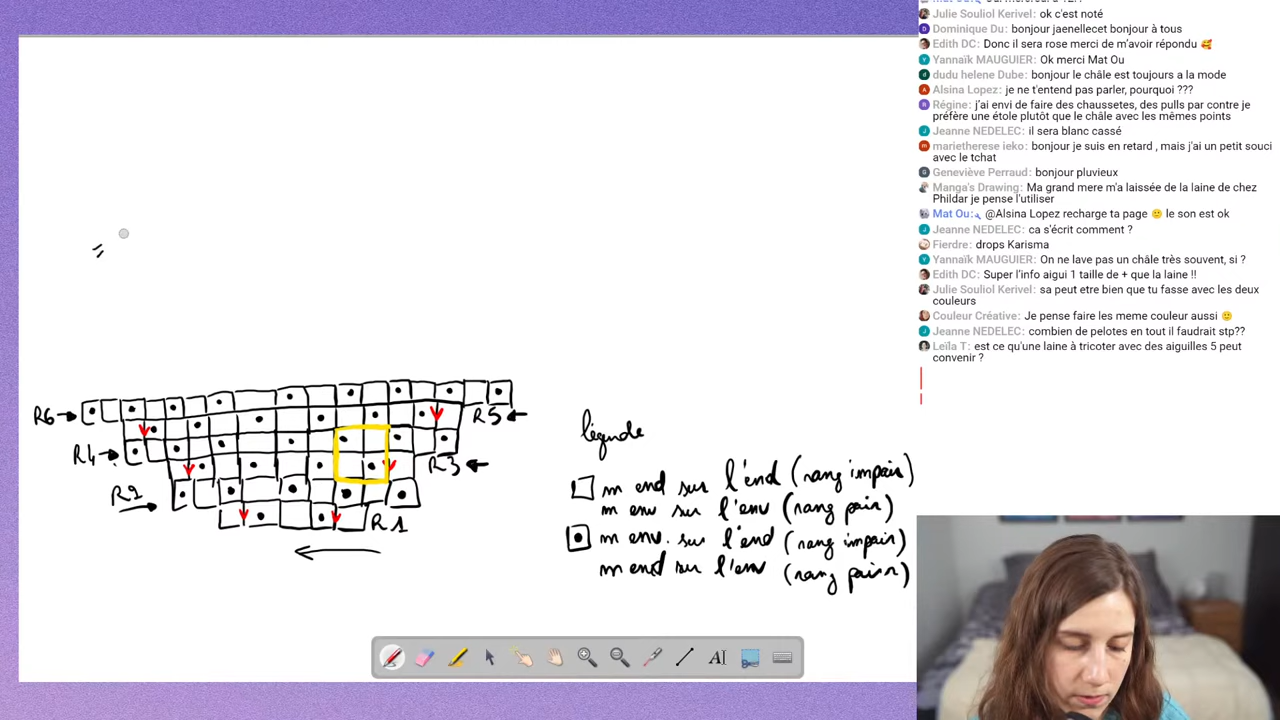 R6
R5
R4
R3
R2
R1
légende
m end sur l'end (rang impair)
m env sur l'env (rang pair)
m env. sur l'end (rang impair)
m end sur l'env (rang pair)
AI
Julie Souliol Kerivel: ok c'est noté
Dominique Du: bonjour jaenellecet bonjour à tous
Edith DC: Donc il sera rose merci de m'avoir répondu 🥰
Yannaïk MAUGUIER: Ok merci Mat Ou
dudu helene Dube: bonjour le châle est toujours a la mode
Alsina Lopez: je ne t'entend pas parler, pourquoi ???
Régine: j'ai envi de faire des chaussetes, des pulls par contre je
préfère une étole plutôt que le châle avec les mêmes points
Jeanne NEDELEC: il sera blanc cassé
marietherese ieko: bonjour je suis en retard , mais j'ai un petit souci
avec le tchat
Geneviève Perraud: bonjour pluvieux
Manga's Drawing: Ma grand mere m'a laissée de la laine de chez
Phildar je pense l'utiliser
Mat Ou: @Alsina Lopez recharge ta page 🙂 le son est ok
Jeanne NEDELEC: ca s'écrit comment ?
Fierdre: drops Karisma
Yannaïk MAUGUIER: On ne lave pas un châle très souvent, si ?
Edith DC: Super l'info aigui 1 taille de + que la laine !!
Julie Souliol Kerivel: sa peut etre bien que tu fasse avec les deux
couleurs
Couleur Créative: Je pense faire les meme couleur aussi 🙂
Jeanne NEDELEC: combien de pelotes en tout il faudrait stp??
Leïla T: est ce qu'une laine à tricoter avec des aiguilles 5 peut
convenir ?